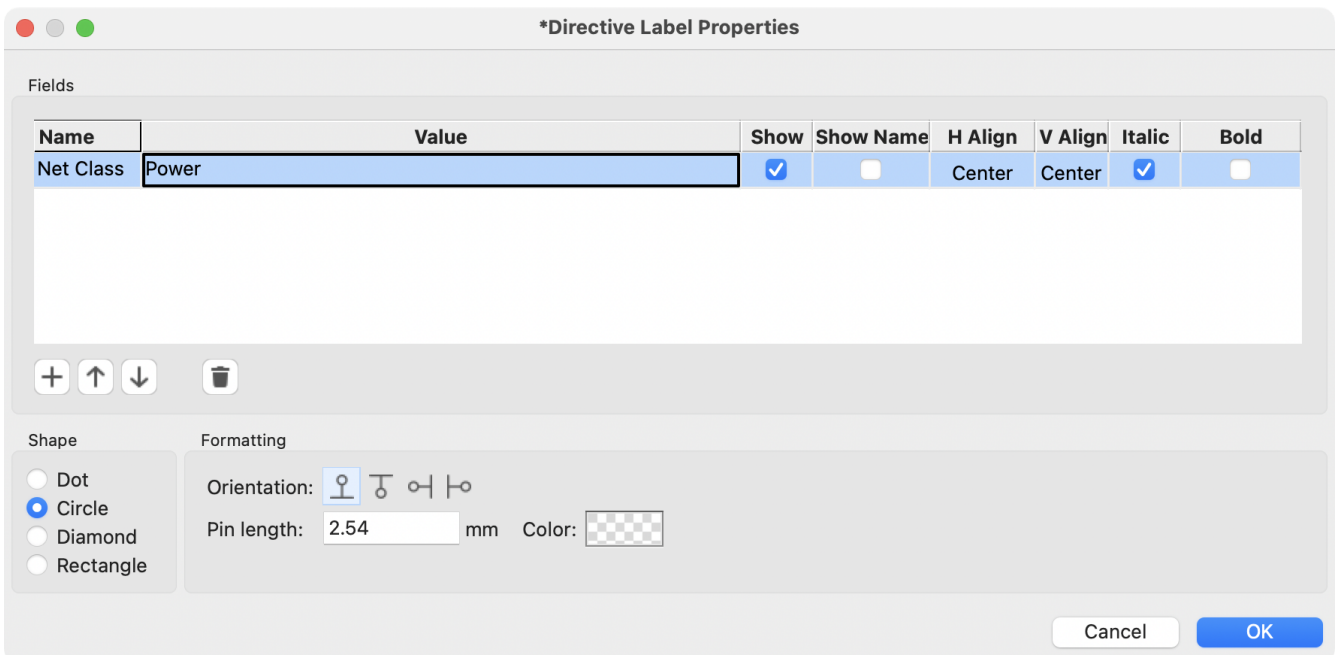 *Directive Label Properties
Fields
Name Value Show Show Name H Align V Align Italic Bold
Net Class Power Center Center
Shape
Dot
Circle
Diamond
Rectangle
Formatting
Orientation:
Pin length: 2.54 mm Color:
Cancel OK